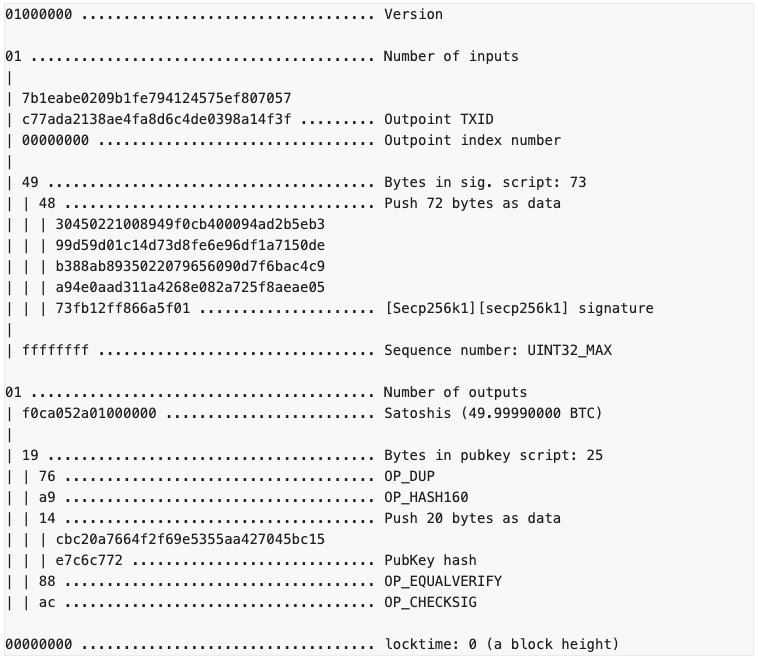 01000000 ................................... Version
01 ......................................... Number of inputs
|
| 7b1eabe0209b1fe794124575ef807057
| c77ada2138ae4fa8d6c4de0398a14f3f ......... Outpoint TXID
| 00000000 ................................. Outpoint index number
|
| 49 ....................................... Bytes in sig. script: 73
| | 48 ..................................... Push 72 bytes as data
| | | 30450221008949f0cb400094ad2b5eb3
| | | 99d59d01c14d73d8fe6e96df1a7150de
| | | b388ab8935022079656090d7f6bac4c9
| | | a94e0aad311a4268e082a725f8aeae05
| | | 73fb12ff866a5f01 ..................... [Secp256k1][secp256k1] signature
|
| ffffffff ................................. Sequence number: UINT32_MAX
01 ......................................... Number of outputs
| f0ca052a01000000 ......................... Satoshis (49.99990000 BTC)
|
| 19 ....................................... Bytes in pubkey script: 25
| | 76 ..................................... OP_DUP
| | a9 ..................................... OP_HASH160
| | 14 ..................................... Push 20 bytes as data
| | | cbc20a7664f2f69e5355aa427045bc15
| | | e7c6c772 ............................. PubKey hash
| | 88 ..................................... OP_EQUALVERIFY
| | ac ..................................... OP_CHECKSIG
00000000 ................................... locktime: 0 (a block height)